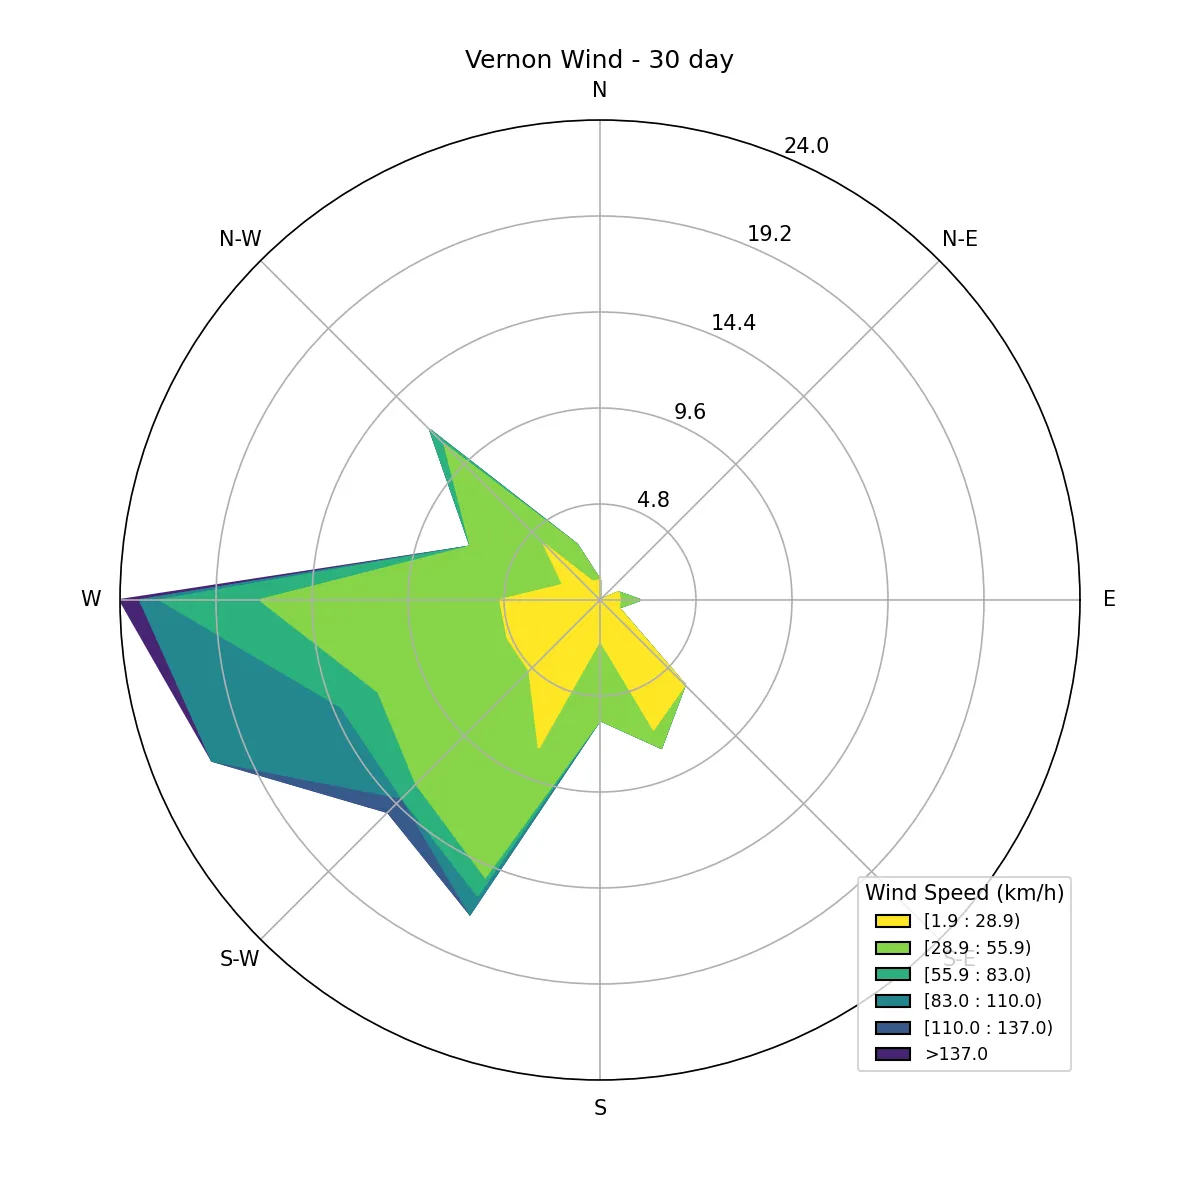 Vernon Wind - 30 day
N
24.0
19.2
N-W
N-E
14.4
9.6
4.8
W
E
Wind Speed (km/h)
[1.9 : 28.9)
[28.9 : 55.9)
S-W
S-E
[55.9 : 83.0)
[83.0 : 110.0)
[110.0 : 137.0)
>137.0
S